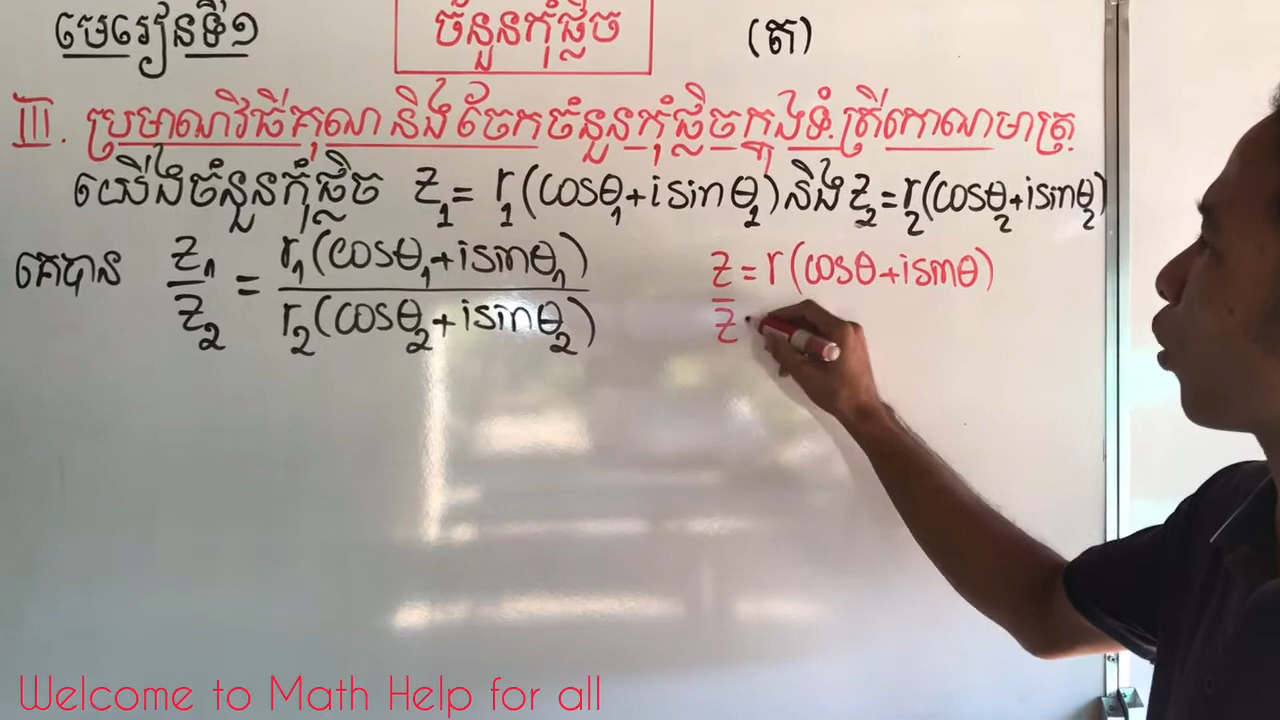 មេរៀនទី១
ចំនួនកុំផ្លិច
(ត)
III. ប្រមាណវិធីគុណ និងចែកចំនួនកុំផ្លិចក្នុងទំរង់ត្រីកោណមាត្រ
យើងមានចំនួនកុំផ្លិច z₁ = r₁(cosθ₁+i sinθ₁) និង z₂ = r₂(cosθ₂+i sinθ₂)
គេបាន z₁/z₂ = r₁(cosθ₁+i sinθ₁)/r₂(cosθ₂+i sinθ₂)
z = r(cosθ+i sinθ)
z̄
Welcome to Math Help for all